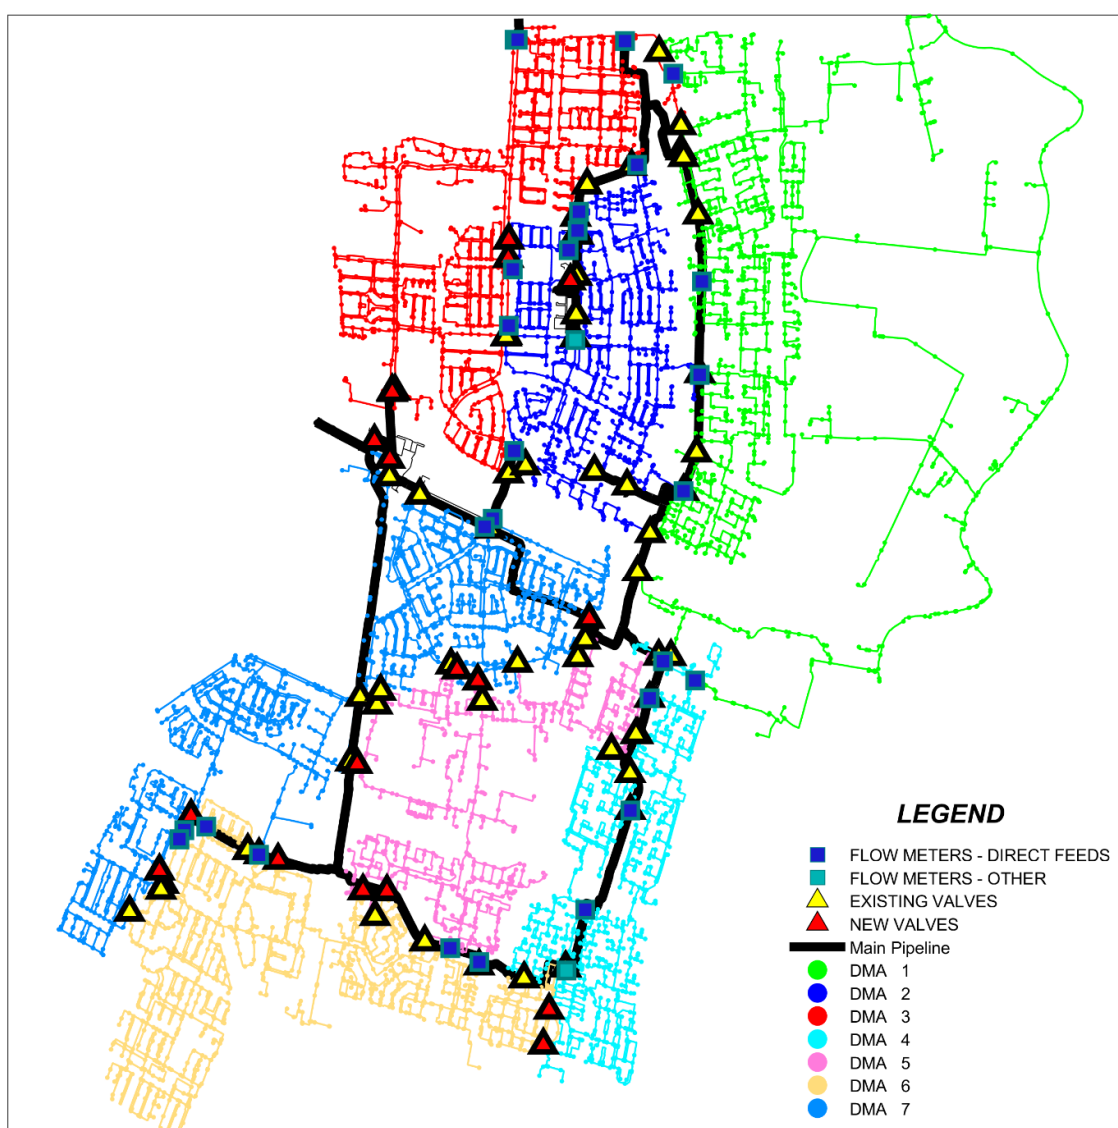 LEGEND
FLOW METERS - DIRECT FEEDS
FLOW METERS - OTHER
EXISTING VALVES
NEW VALVES
Main Pipeline
DMA 1
DMA 2
DMA 3
DMA 4
DMA 5
DMA 6
DMA 7